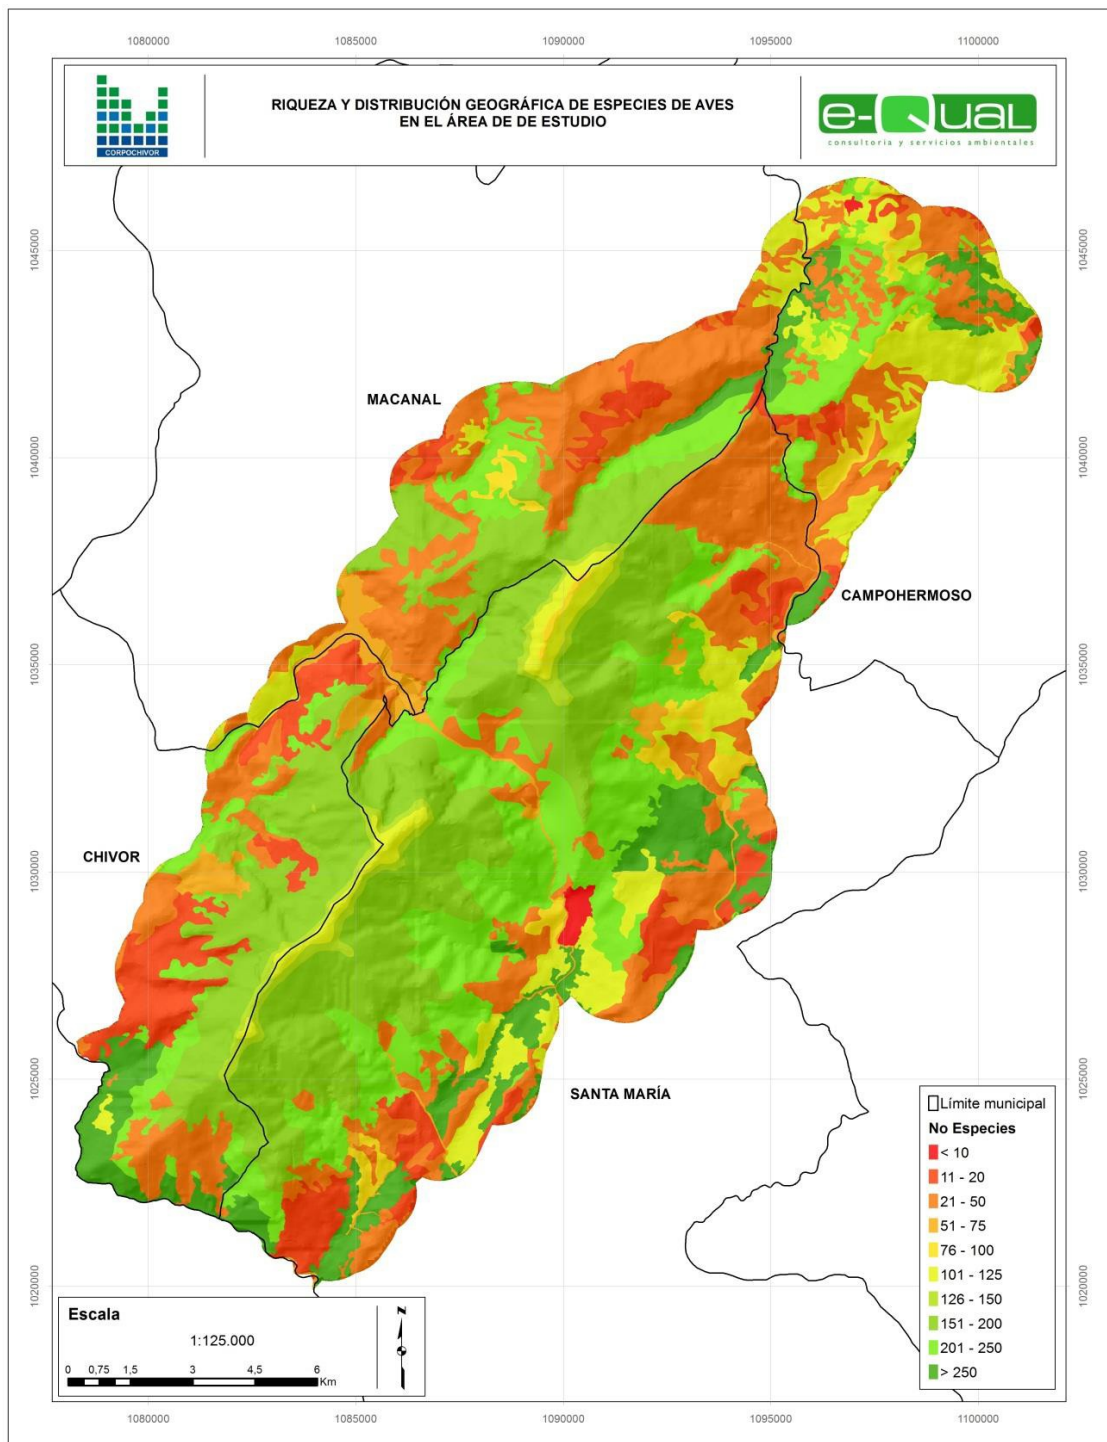 1080000 1085000 1090000 1095000 1100000
CORPOCHIVOR
RIQUEZA Y DISTRIBUCIÓN GEOGRÁFICA DE ESPECIES DE AVES
EN EL ÁREA DE DE ESTUDIO
e-QUAL
consultoria y servicios ambientales
1045000 1045000
MACANAL
1040000 1040000
CAMPOHERMOSO
1035000 1035000
CHIVOR
1030000 1030000
1025000 1025000
SANTA MARÍA
Límite municipal
No Especies
< 10
11 - 20
21 - 50
51 - 75
76 - 100
101 - 125
126 - 150
151 - 200
201 - 250
> 250
1020000 1020000
Escala
N
1:125.000
0 0,75 1,5 3 4,5 6
Km
1080000 1085000 1090000 1095000 1100000